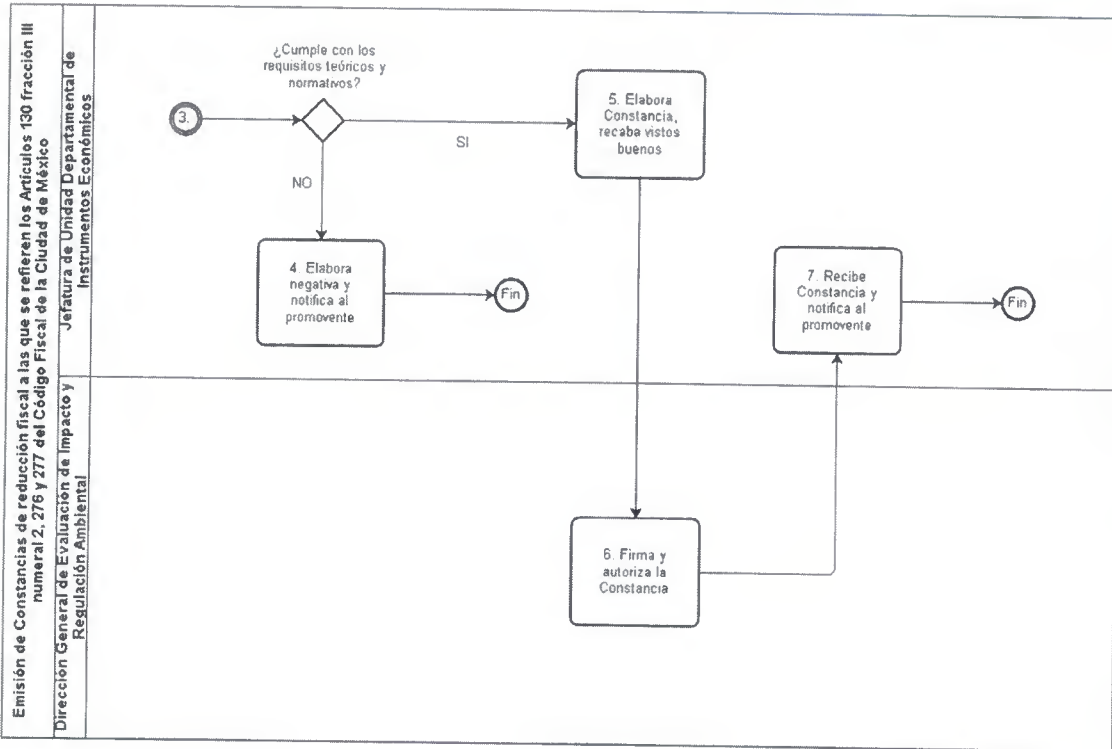 Emisión de Constancias de reducción fiscal a las que se refieren los Artículos 130 fracción III
numeral 2, 276 y 277 del Código Fiscal de la Ciudad de México
Jefatura de Unidad Departamental de
Instrumentos Económicos
¿Cumple con los
requisitos teóricos y
normativos?
3.
SI
NO
5. Elabora
Constancia,
recaba vistos
buenos
4. Elabora
negativa y
notifica al
promovente
Fin
7. Recibe
Constancia y
notifica al
promovente
Fin
Dirección General de Evaluación de Impacto y
Regulación Ambiental
6. Firma y
autoriza la
Constancia